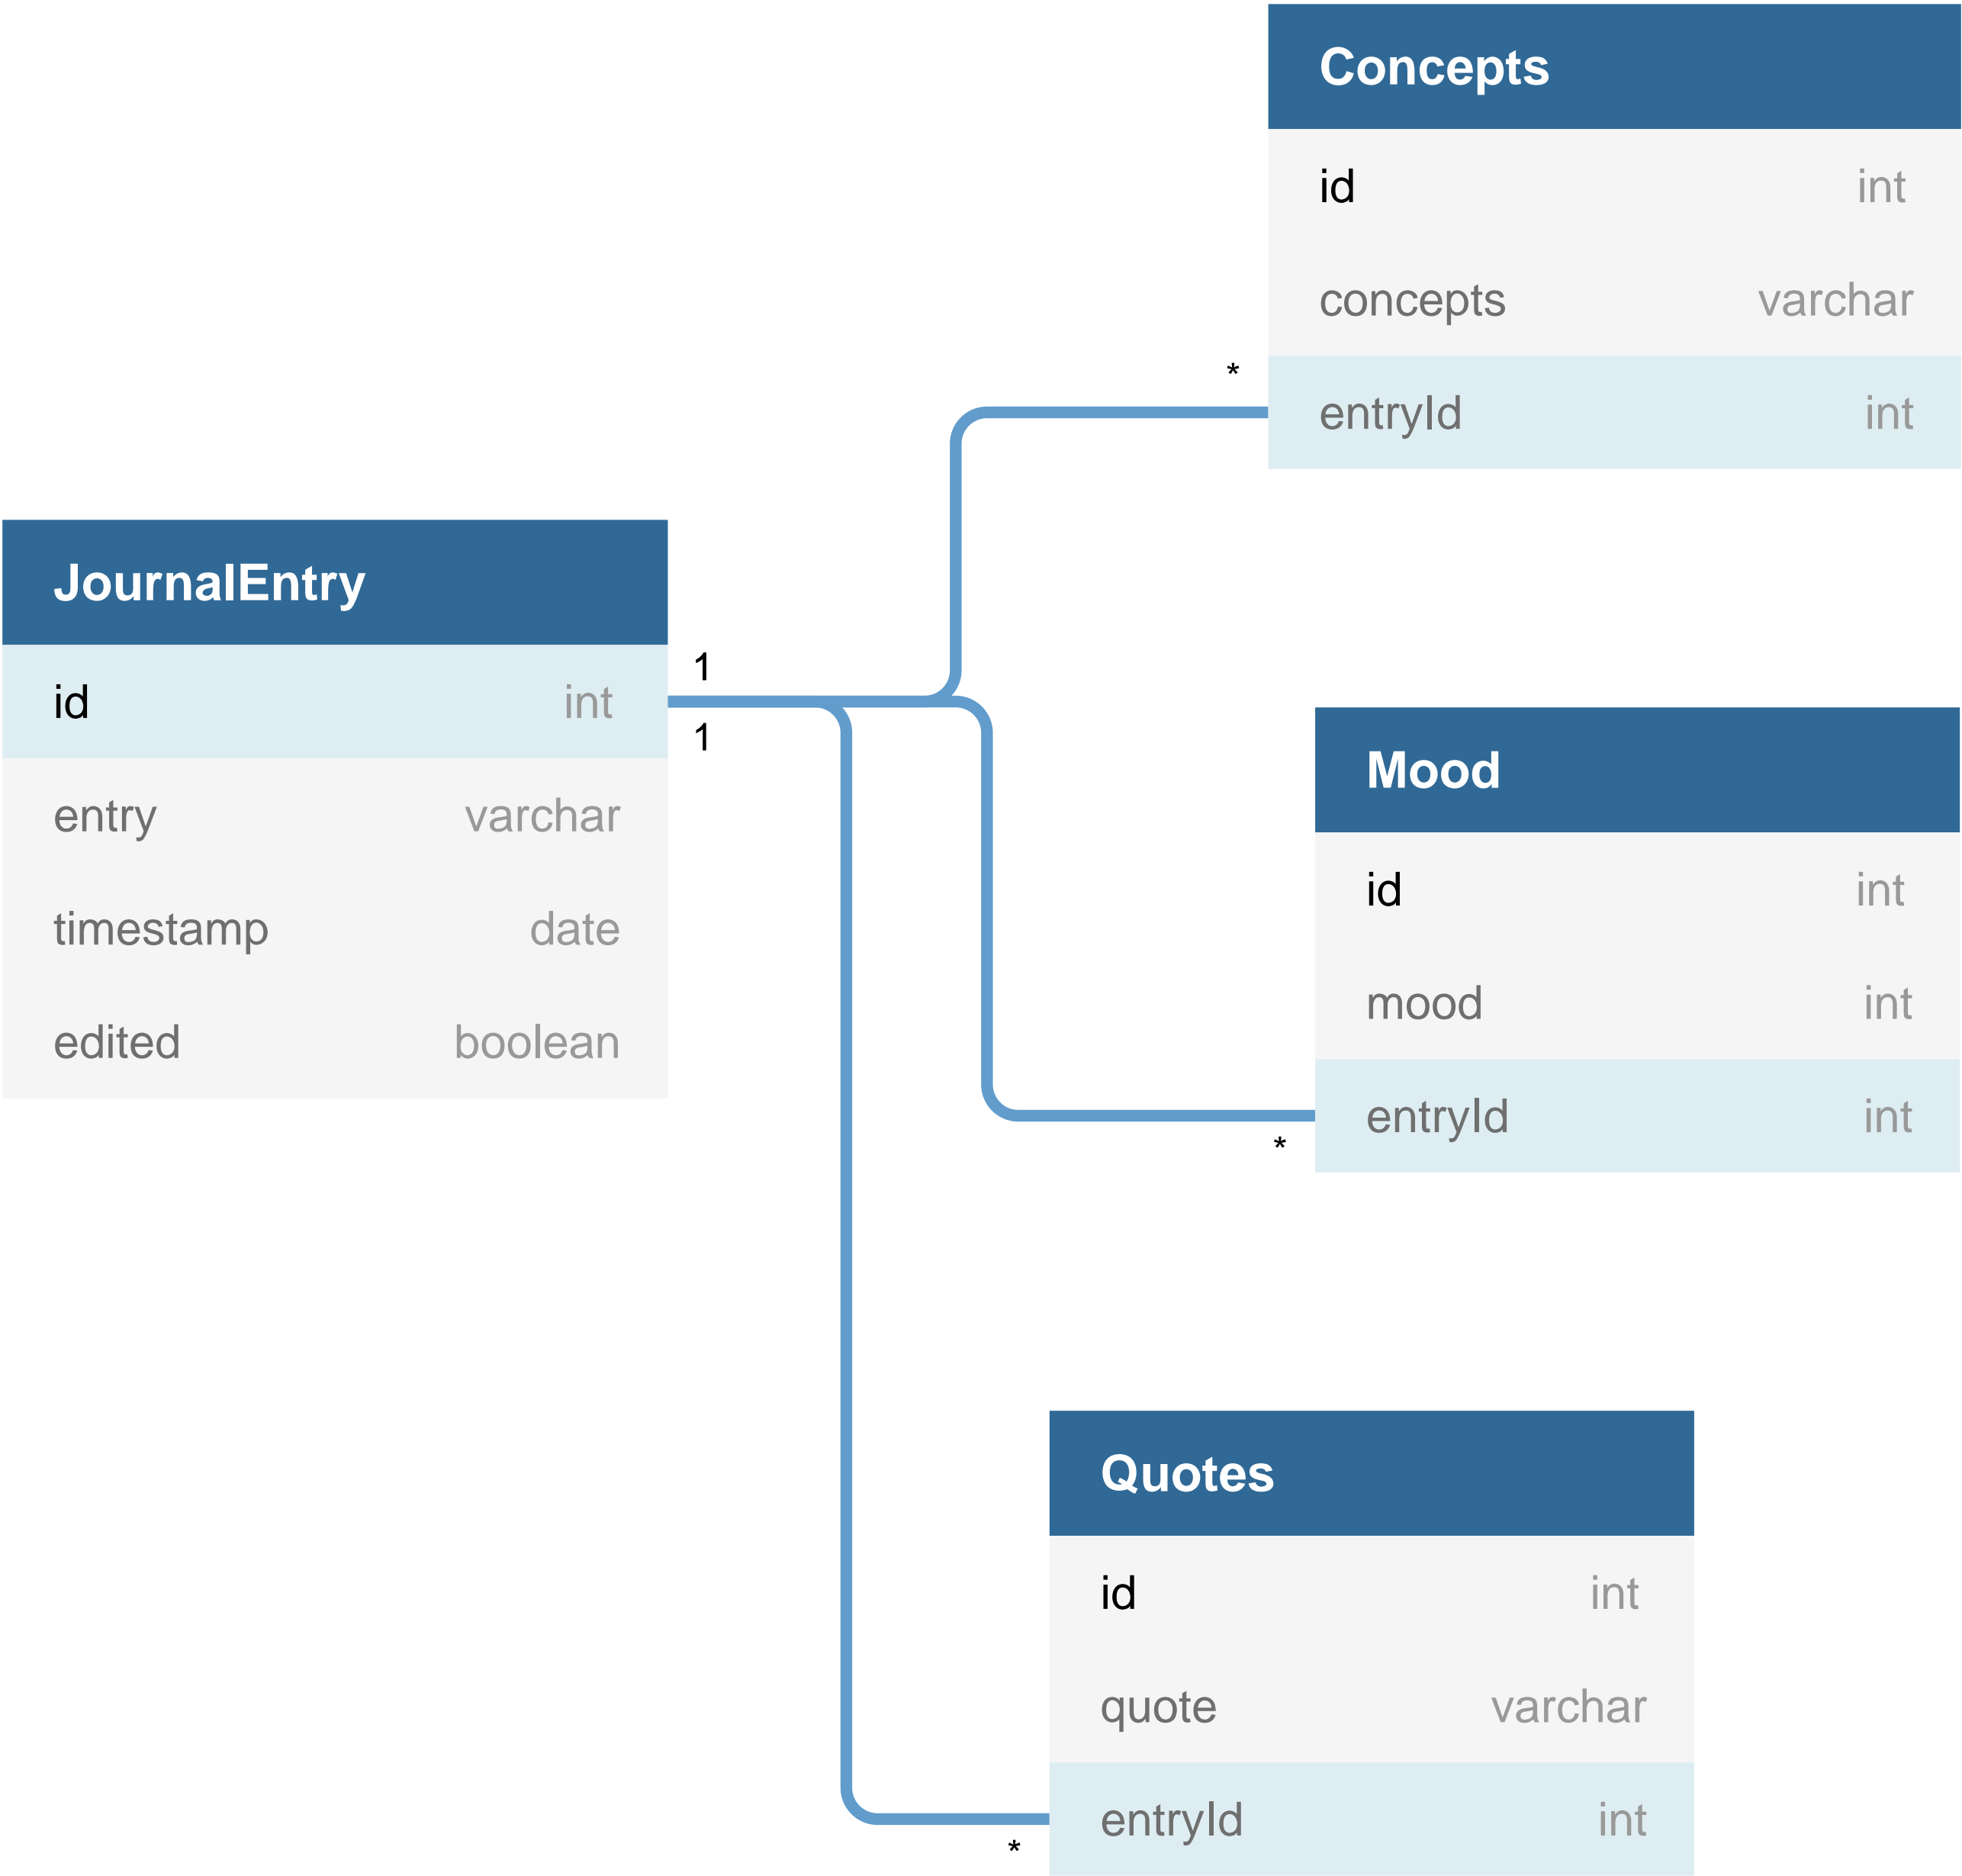 Concepts
id int
concepts varchar
* entryId int
JournalEntry
1
id int
1
entry varchar
timestamp date
edited boolean
Mood
id int
mood int
entryId int
*
Quotes
id int
quote varchar
entryId int
*